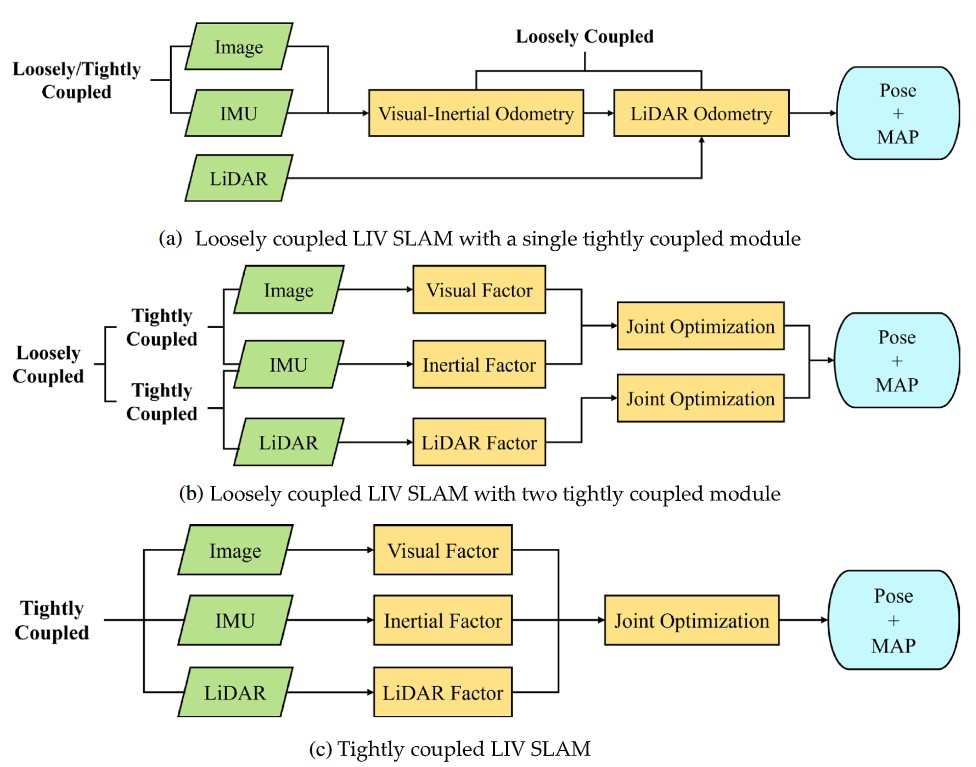 Loosely Coupled
Image
Loosely/Tightly
Coupled
IMU
Visual-Inertial Odometry
LiDAR Odometry
Pose
+
MAP
LiDAR
(a) Loosely coupled LIV SLAM with a single tightly coupled module
Image
Visual Factor
Tightly
Coupled
Joint Optimization
Loosely
Coupled
IMU
Inertial Factor
Pose
+
MAP
Tightly
Coupled
Joint Optimization
LiDAR
LiDAR Factor
(b) Loosely coupled LIV SLAM with two tightly coupled module
Image
Visual Factor
Tightly
Coupled
IMU
Inertial Factor
Joint Optimization
Pose
+
MAP
LiDAR
LiDAR Factor
(c) Tightly coupled LIV SLAM